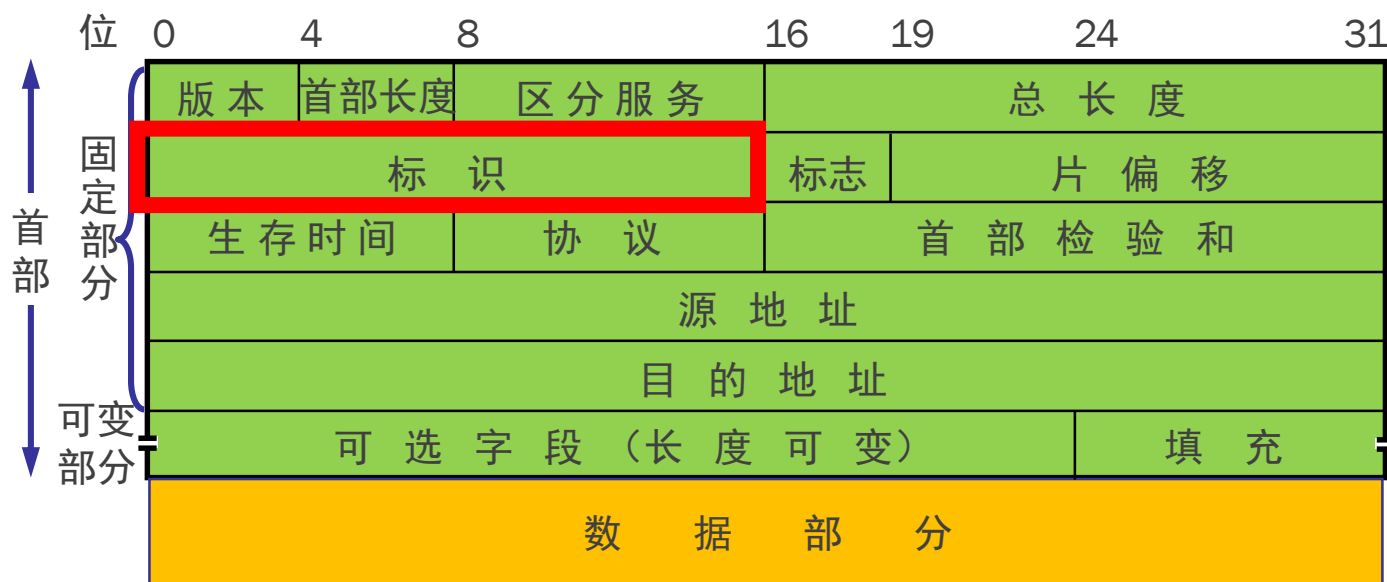 位 0 4 8 16 19 24 31
版本 首部长度 区分服务 总长度
标识 标志 片偏移
生存时间 协议 首部检验和
源地址
目的地址
可选字段（长度可变） 填充
数据部分
首部
固定部分
可变部分